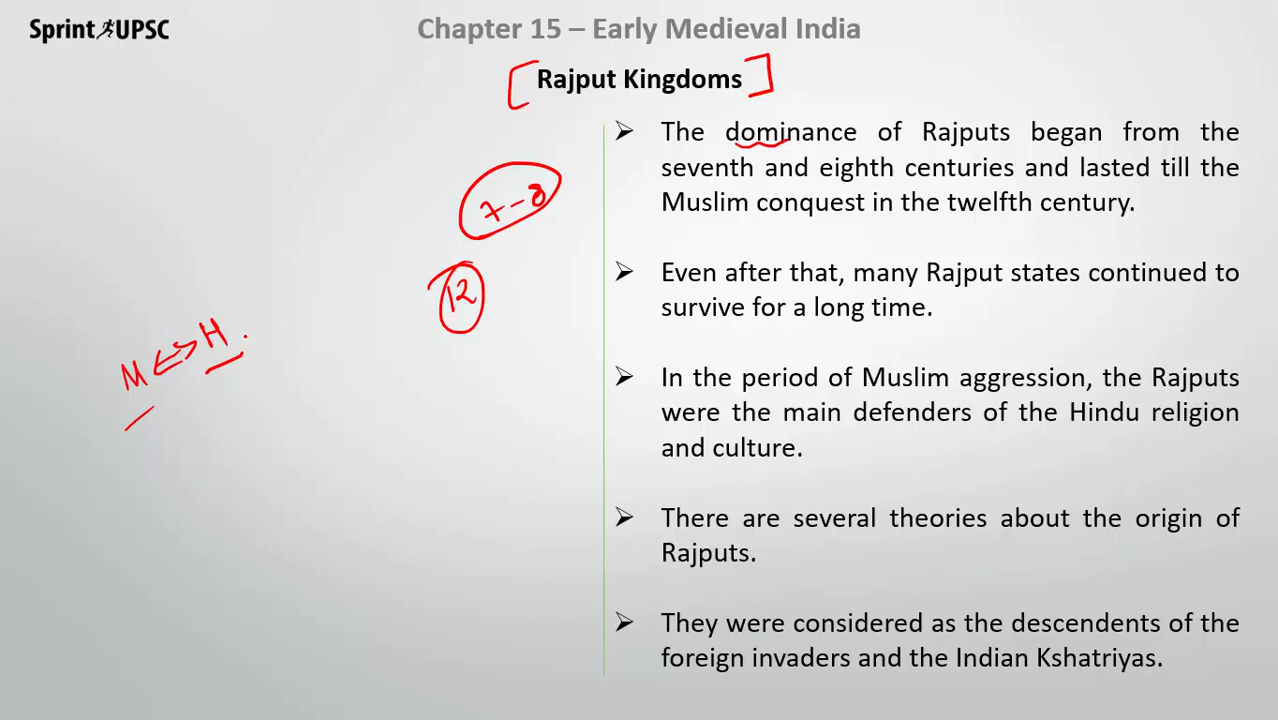 Sprint UPSC
Chapter 15 – Early Medieval India
Rajput Kingdoms
➢ The dominance of Rajputs began from the
seventh and eighth centuries and lasted till the
Muslim conquest in the twelfth century.
➢ Even after that, many Rajput states continued to
survive for a long time.
➢ In the period of Muslim aggression, the Rajputs
were the main defenders of the Hindu religion
and culture.
➢ There are several theories about the origin of
Rajputs.
➢ They were considered as the descendents of the
foreign invaders and the Indian Kshatriyas.
7-8
12
M <-> H